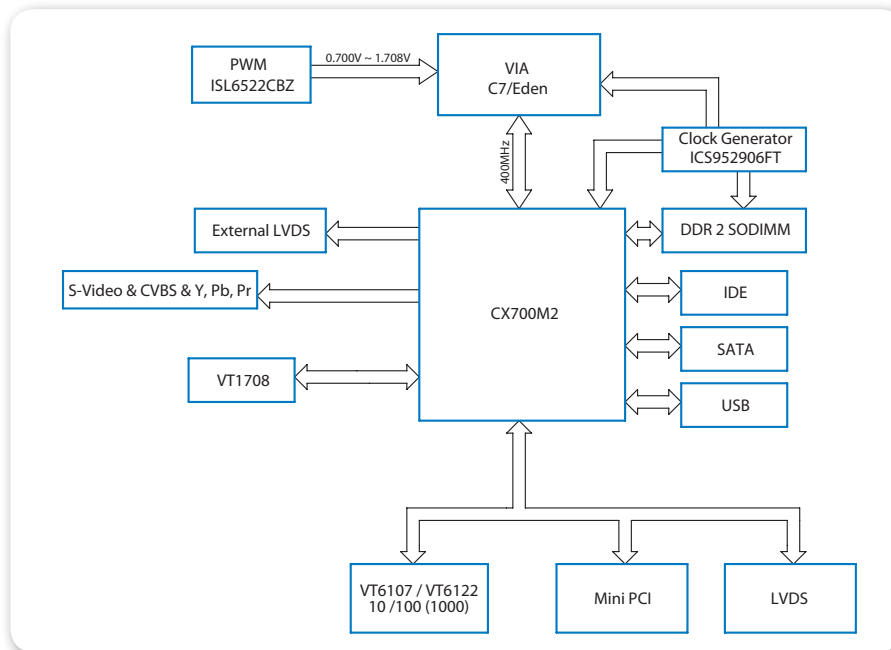 PWM
ISL6522CBZ
0.700V ~ 1.708V
VIA
C7/Eden
Clock Generator
ICS952906FT
400MHz
External LVDS
DDR 2 SODIMM
S-Video & CVBS & Y, Pb, Pr
IDE
CX700M2
SATA
VT1708
USB
VT6107 / VT6122
10 /100 (1000)
Mini PCI
LVDS